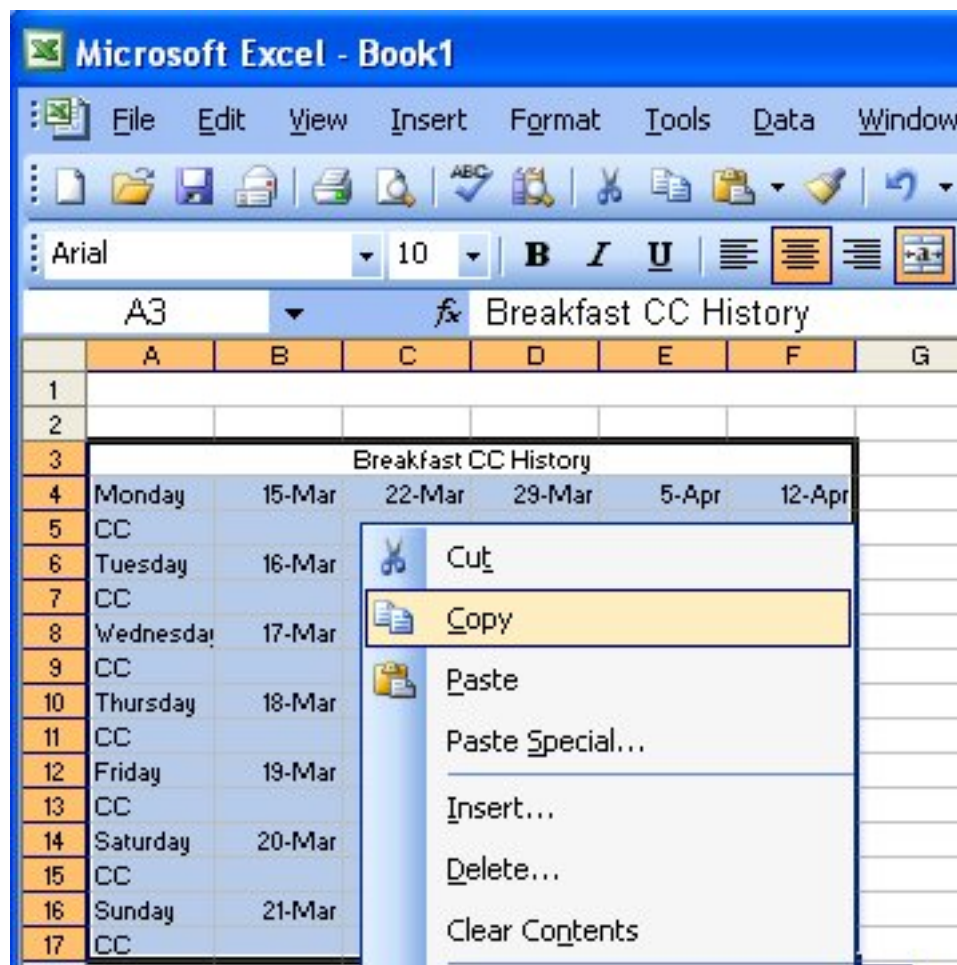 Microsoft Excel - Book1
File Edit View Insert Format Tools Data Window
ABC
Arial 10 B I U a
A3 fx Breakfast CC History
A B C D E F G
1
2
3 Breakfast CC History
4 Monday 15-Mar 22-Mar 29-Mar 5-Apr 12-Apr
5 CC
6 Tuesday 16-Mar
7 CC
8 Wednesday 17-Mar
9 CC
10 Thursday 18-Mar
11 CC
12 Friday 19-Mar
13 CC
14 Saturday 20-Mar
15 CC
16 Sunday 21-Mar
17 CC
Cut
Copy
Paste
Paste Special...
Insert...
Delete...
Clear Contents